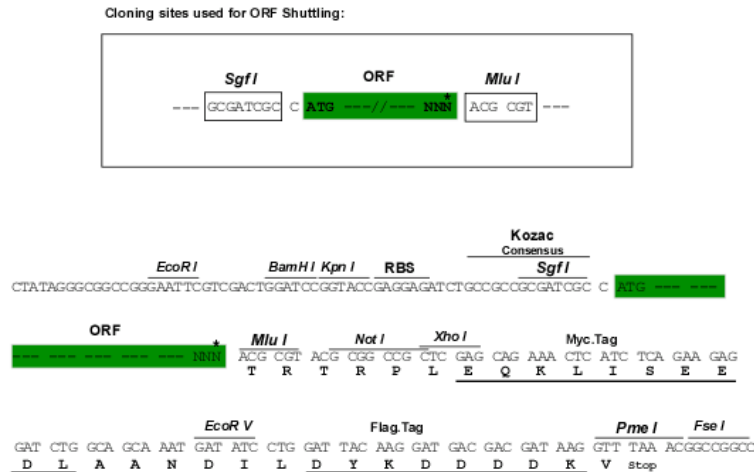 Cloning sites used for ORF Shuttling:
Sgf I ORF Mlu I
--- GCGATCGC C ATG ---//--- NNN* ACG CGT ---
Kozac
Consensus
EcoR I BamH I Kpn I RBS Sgf I
CTATAGGGCGGCCGGGAATTCGTCGACTGGATCCGGTACCGAGGAGATCTGCCGCCGCGATCGC C ATG --- ---
ORF Mlu I Not I Xho I Myc.Tag
--- --- --- --- --- NNN* ACG CGT ACG CGG CCG CTC GAG CAG AAA CTC ATC TCA GAA GAG
T R T R P L E Q K L I S E E
EcoR V Flag.Tag Pme I Fse I
GAT CTG GCA GCA AAT GAT ATC CTG GAT TAC AAG GAT GAC GAC GAT AAG GTT TAA ACGGCCGGCC
D L A A N D I L D Y K D D D D K V Stop